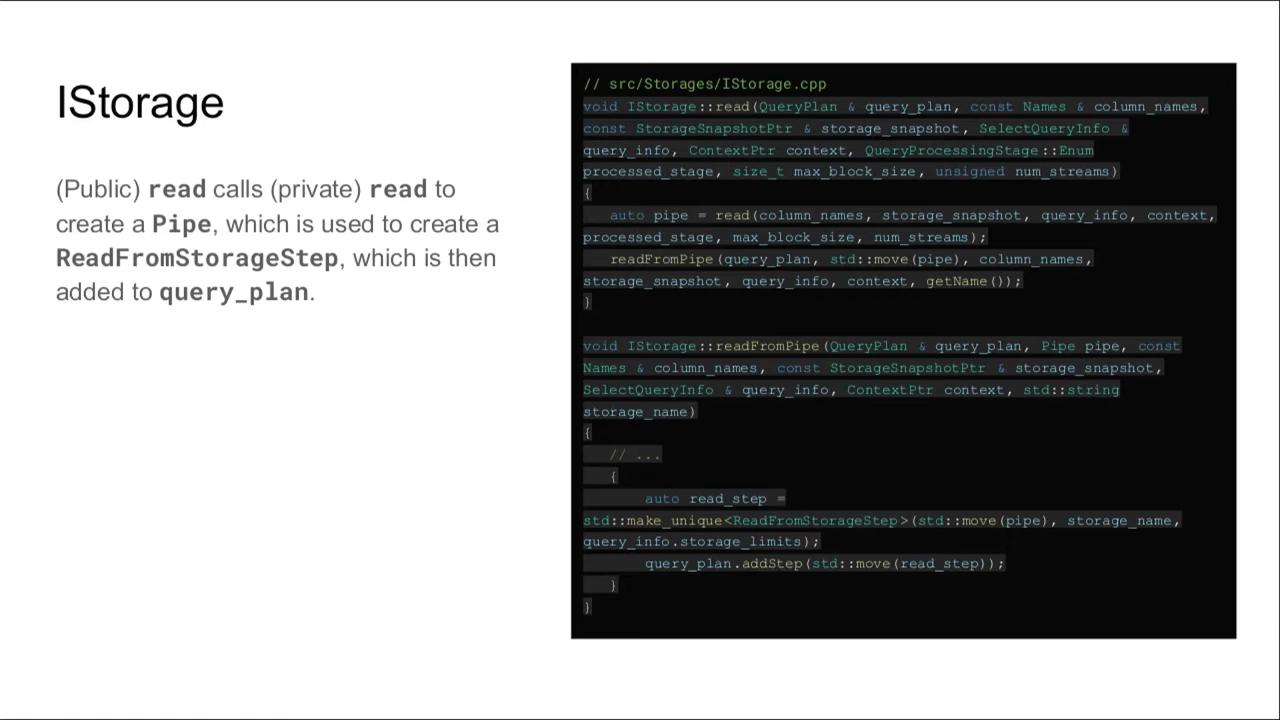 IStorage
(Public) read calls (private) read to
create a Pipe, which is used to create a
ReadFromStorageStep, which is then
added to query_plan.
// src/Storages/IStorage.cpp
void IStorage::read(QueryPlan & query_plan, const Names & column_names,
const StorageSnapshotPtr & storage_snapshot, SelectQueryInfo &
query_info, ContextPtr context, QueryProcessingStage::Enum
processed_stage, size_t max_block_size, unsigned num_streams)
{
auto pipe = read(column_names, storage_snapshot, query_info, context,
processed_stage, max_block_size, num_streams);
readFromPipe(query_plan, std::move(pipe), column_names,
storage_snapshot, query_info, context, getName());
}
void IStorage::readFromPipe(QueryPlan & query_plan, Pipe pipe, const
Names & column_names, const StorageSnapshotPtr & storage_snapshot,
SelectQueryInfo & query_info, ContextPtr context, std::string
storage_name)
{
// ...
{
auto read_step =
std::make_unique<ReadFromStorageStep>(std::move(pipe), storage_name,
query_info.storage_limits);
query_plan.addStep(std::move(read_step));
}
}